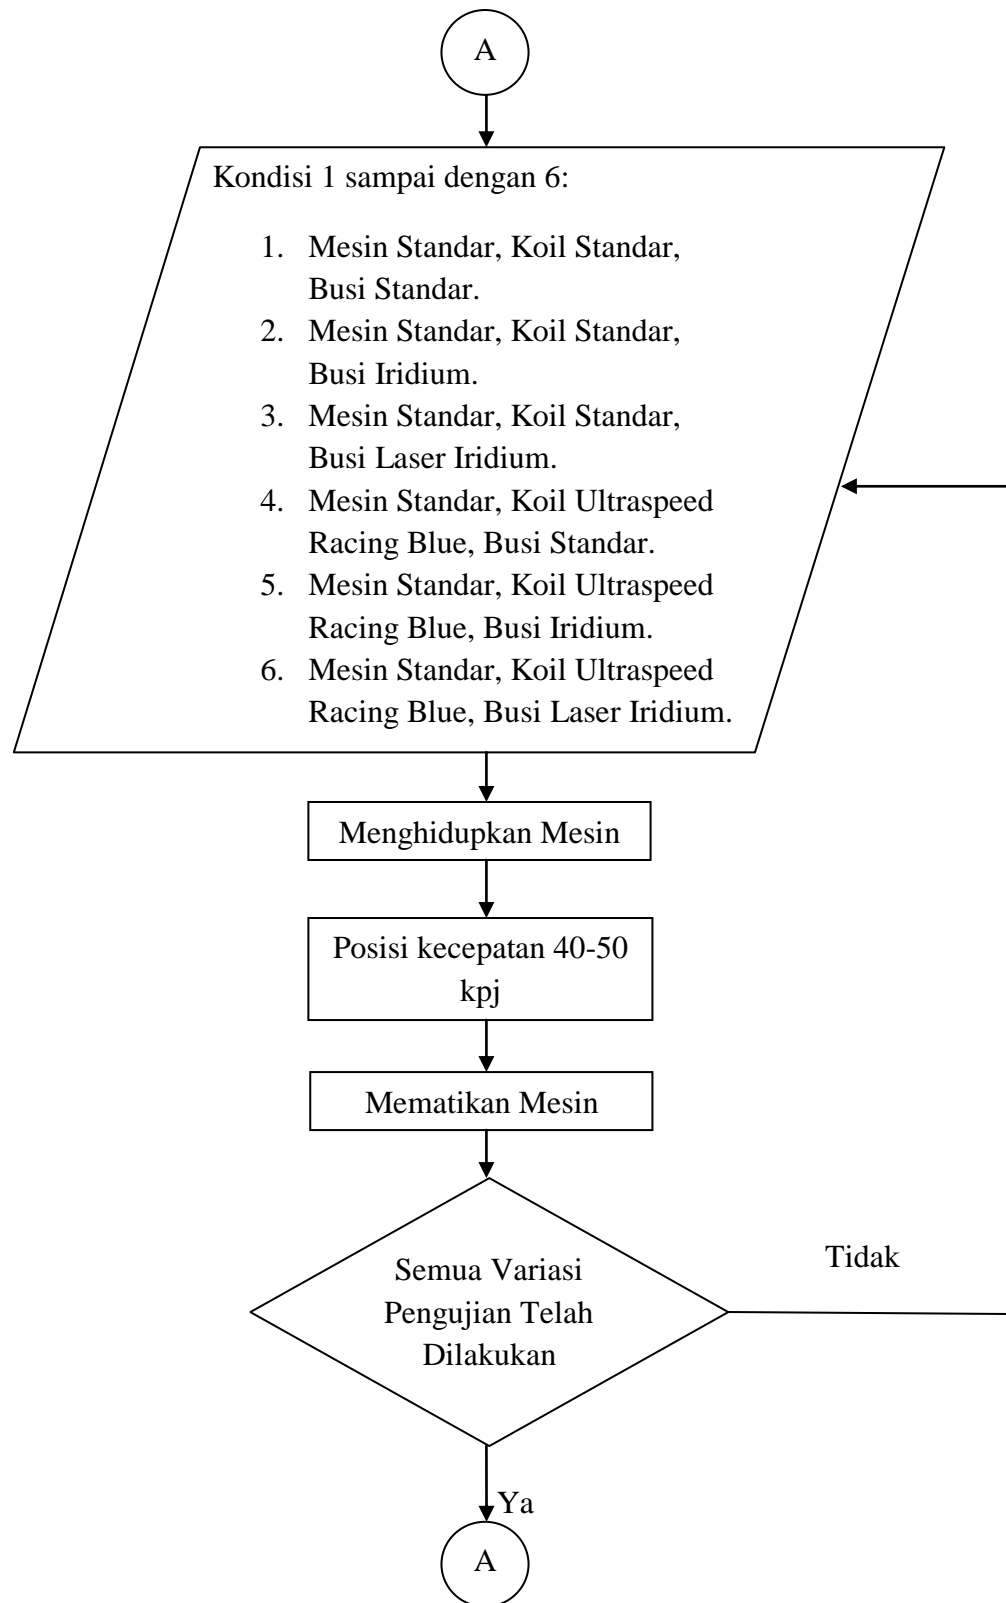 A
Kondisi 1 sampai dengan 6:
1. Mesin Standar, Koil Standar,
Busi Standar.
2. Mesin Standar, Koil Standar,
Busi Iridium.
3. Mesin Standar, Koil Standar,
Busi Laser Iridium.
4. Mesin Standar, Koil Ultraspeed
Racing Blue, Busi Standar.
5. Mesin Standar, Koil Ultraspeed
Racing Blue, Busi Iridium.
6. Mesin Standar, Koil Ultraspeed
Racing Blue, Busi Laser Iridium.
Menghidupkan Mesin
Posisi kecepatan 40-50
kpj
Mematikan Mesin
Semua Variasi
Pengujian Telah
Dilakukan
Tidak
Ya
A